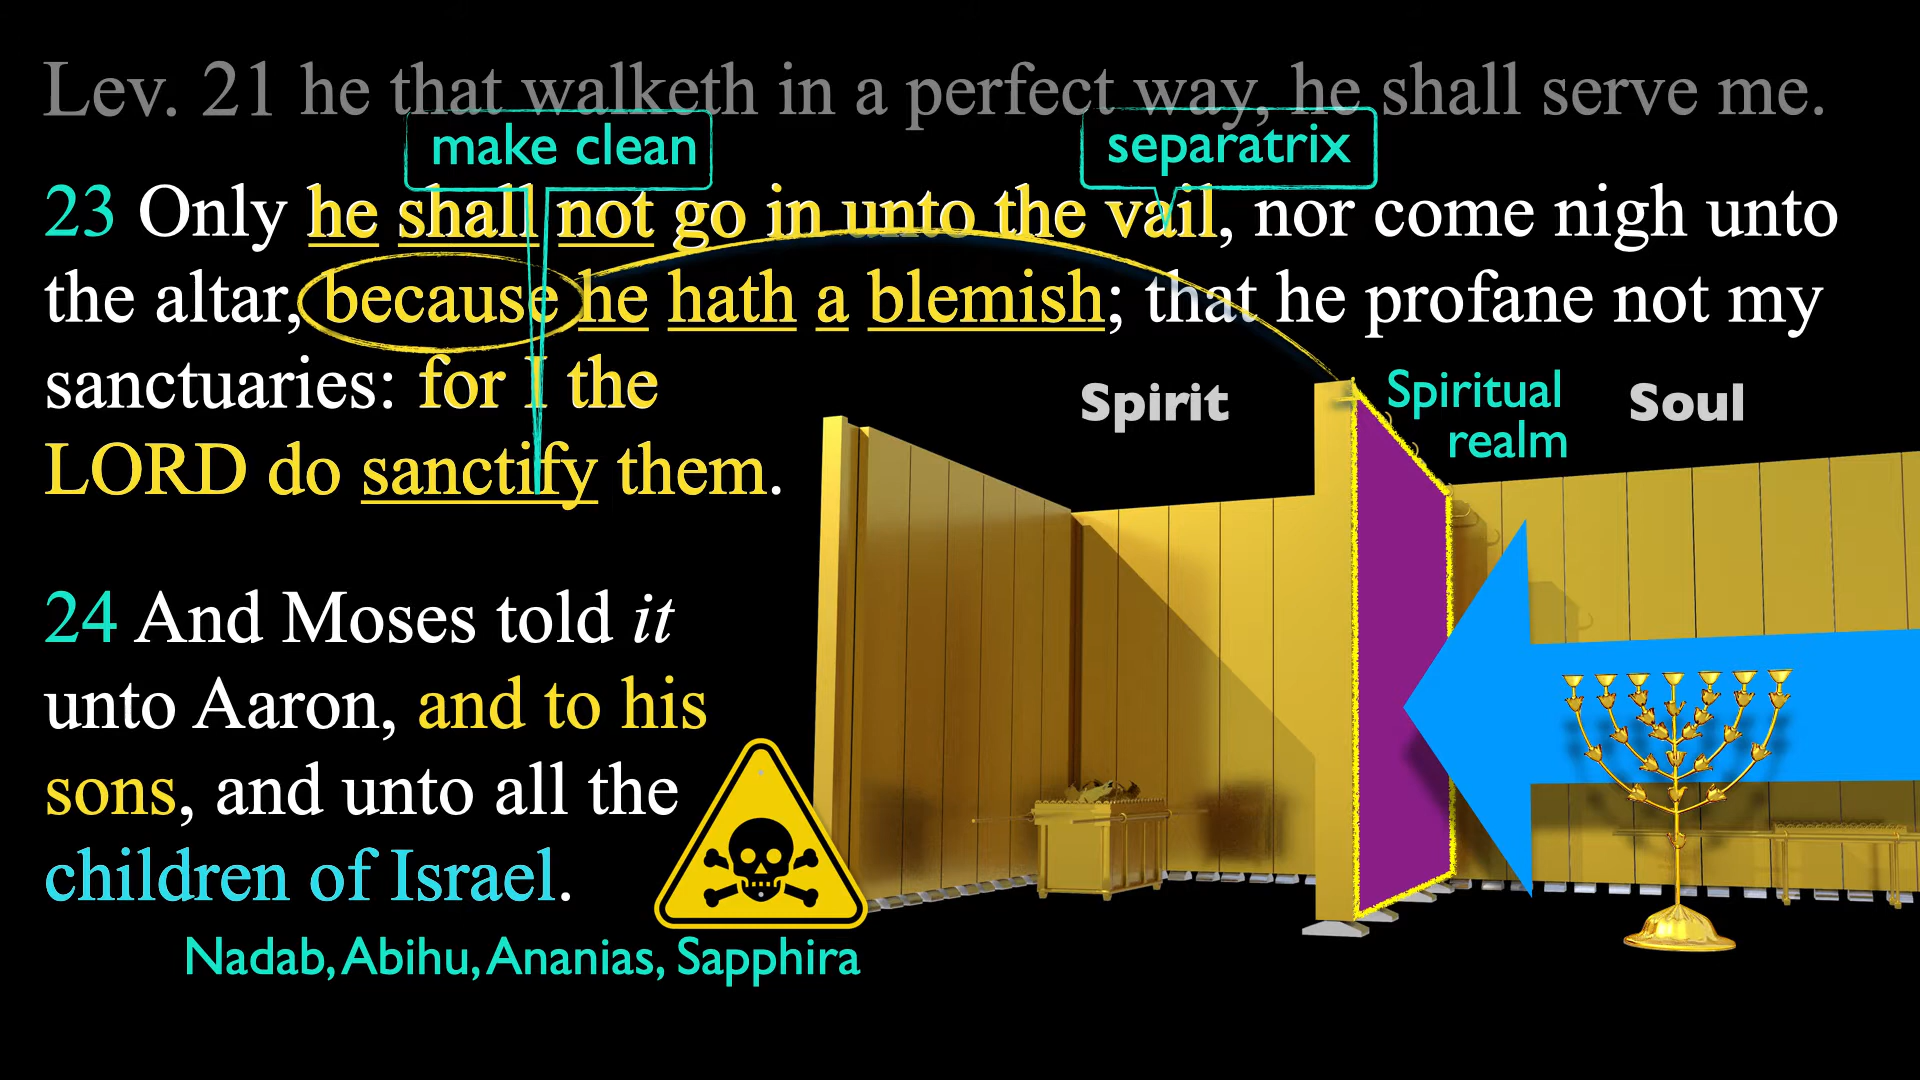 Lev. 21 he that walketh in a perfect way, he shall serve me.
make clean
separatrix
23 Only he shall not go in unto the vail, nor come nigh unto
the altar, because he hath a blemish; that he profane not my
sanctuaries: for I the
LORD do sanctify them.
Spirit
Spiritual
realm
Soul
24 And Moses told it
unto Aaron, and to his
sons, and unto all the
children of Israel.
Nadab, Abihu, Ananias, Sapphira